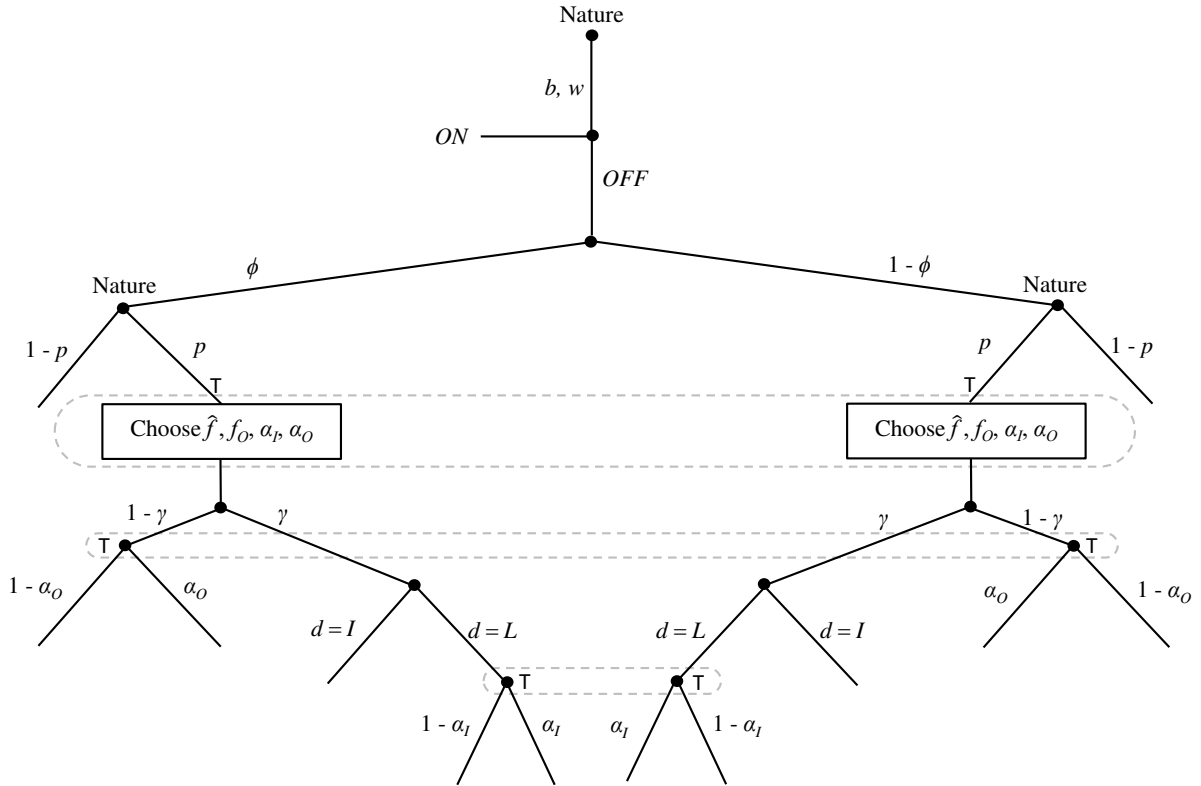 Nature
b, w
ON
OFF
ϕ
1 - ϕ
Nature
Nature
1 - p
p
p
1 - p
T
T
Choose f̂, f_O, α_I, α_O
Choose f̂, f_O, α_I, α_O
1 - γ
γ
γ
1 - γ
T
T
1 - α_O
α_O
α_O
1 - α_O
d = I
d = L
d = L
d = I
T
T
1 - α_I
α_I
α_I
1 - α_I